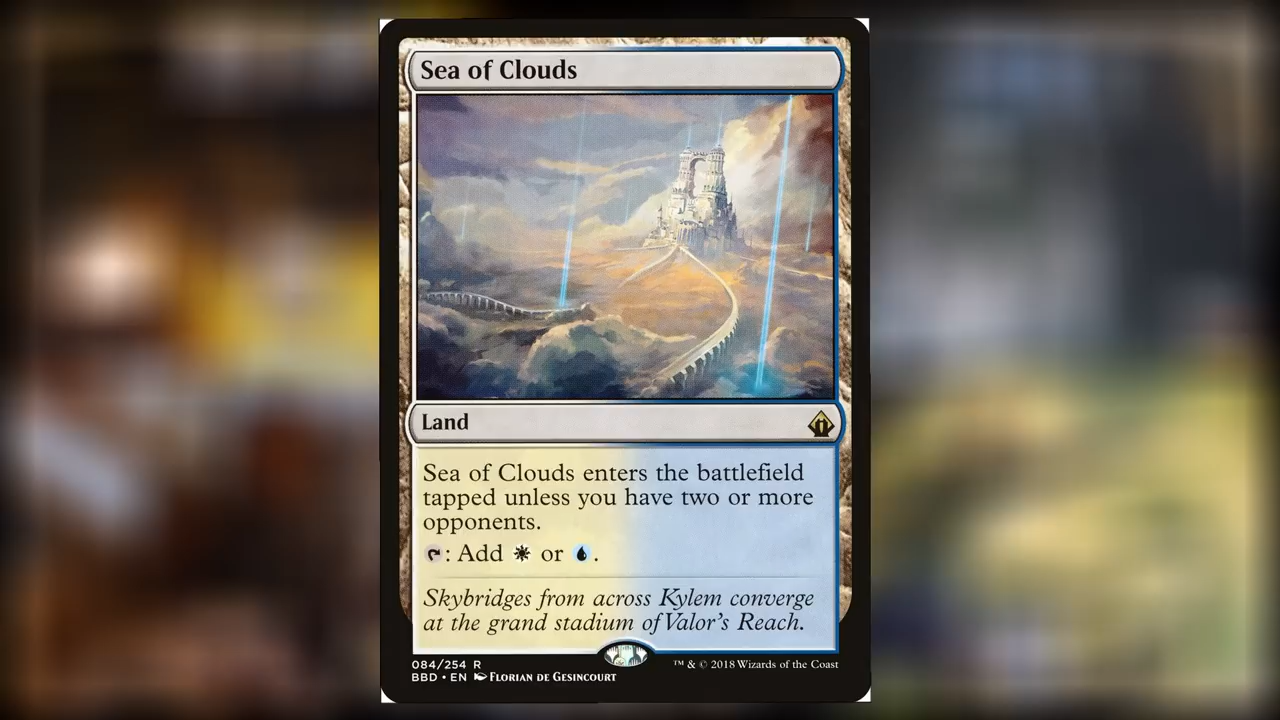 Sea of Clouds
Land
Sea of Clouds enters the battlefield
tapped unless you have two or more
opponents.
: Add or .
Skybridges from across Kylem converge
at the grand stadium of Valor's Reach.
084/254 R
BBD • EN Florian de Gesincourt
™ & © 2018 Wizards of the Coast